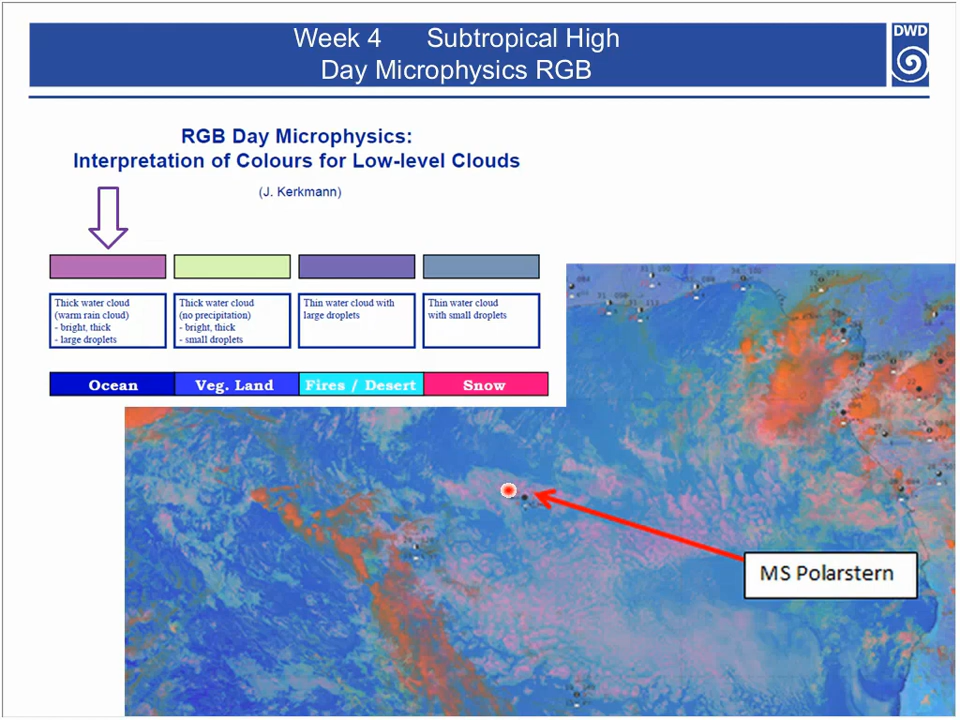 Week 4 Subtropical High
DWD
Day Microphysics RGB
RGB Day Microphysics:
Interpretation of Colours for Low-level Clouds
(J. Kerkmann)
Thick water cloud
(warm rain cloud)
- bright, thick
- large droplets
Thick water cloud
(no precipitation)
- bright, thick
- small droplets
Thin water cloud with
large droplets
Thin water cloud
with small droplets
Ocean
Veg. Land
Fires / Desert
Snow
MS Polarstern